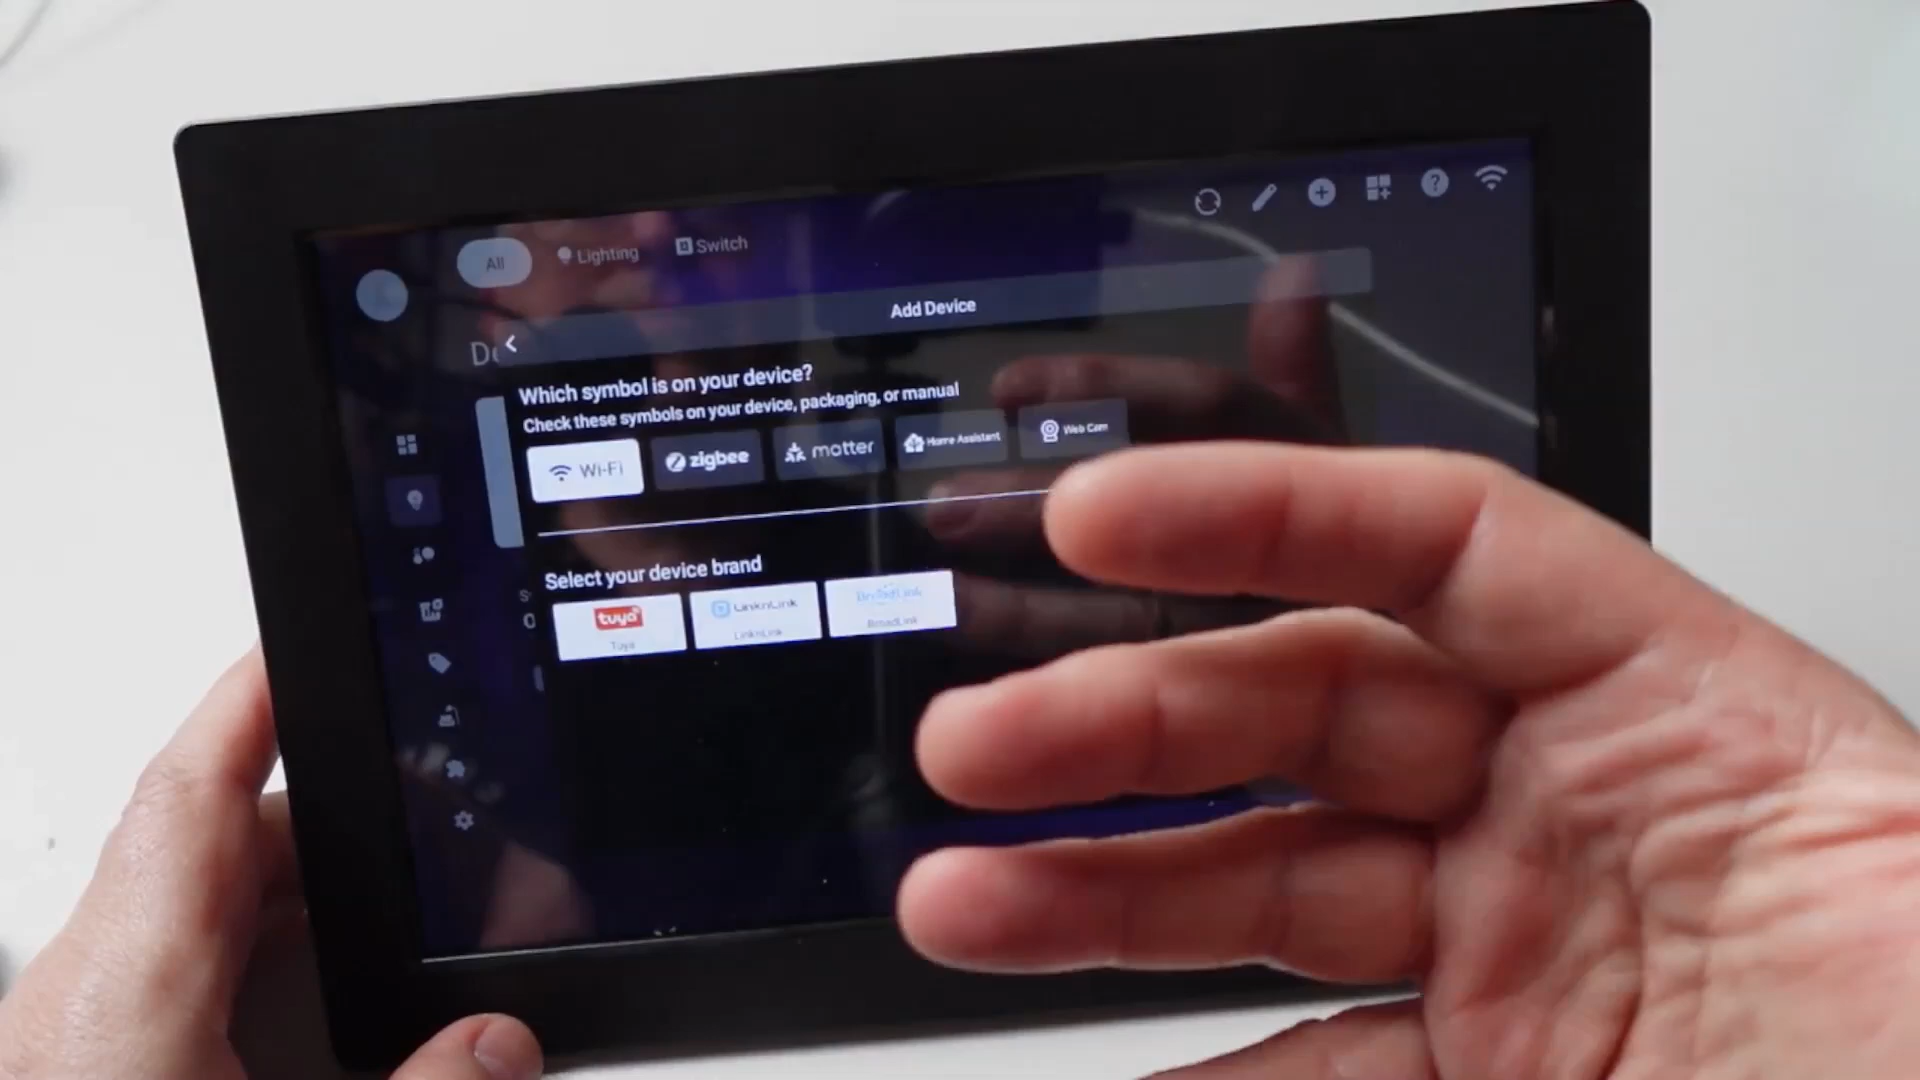 All
Lighting
Switch
Add Device
Which symbol is on your device?
Check these symbols on your device, packaging, or manual
Wi-Fi
zigbee
matter
Home Assistant
Web Cam
Select your device brand
tuya
LinknLink
BroadLink
Tuya
LinknLink
BroadLink